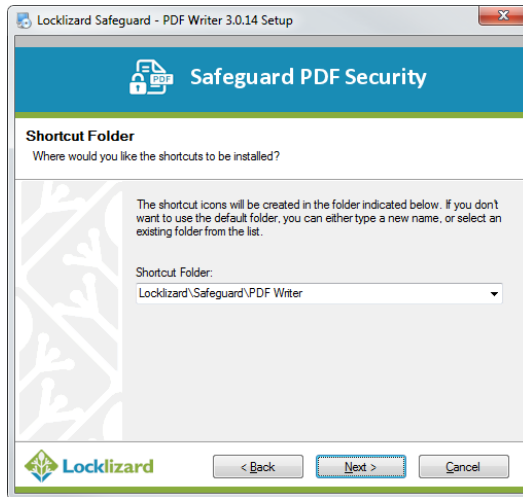 Locklizard Safeguard - PDF Writer 3.0.14 Setup
PDF
Safeguard PDF Security
Shortcut Folder
Where would you like the shortcuts to be installed?
The shortcut icons will be created in the folder indicated below. If you don't
want to use the default folder, you can either type a new name, or select an
existing folder from the list.
Shortcut Folder:
Locklizard\Safeguard\PDF Writer
Locklizard
< Back
Next >
Cancel